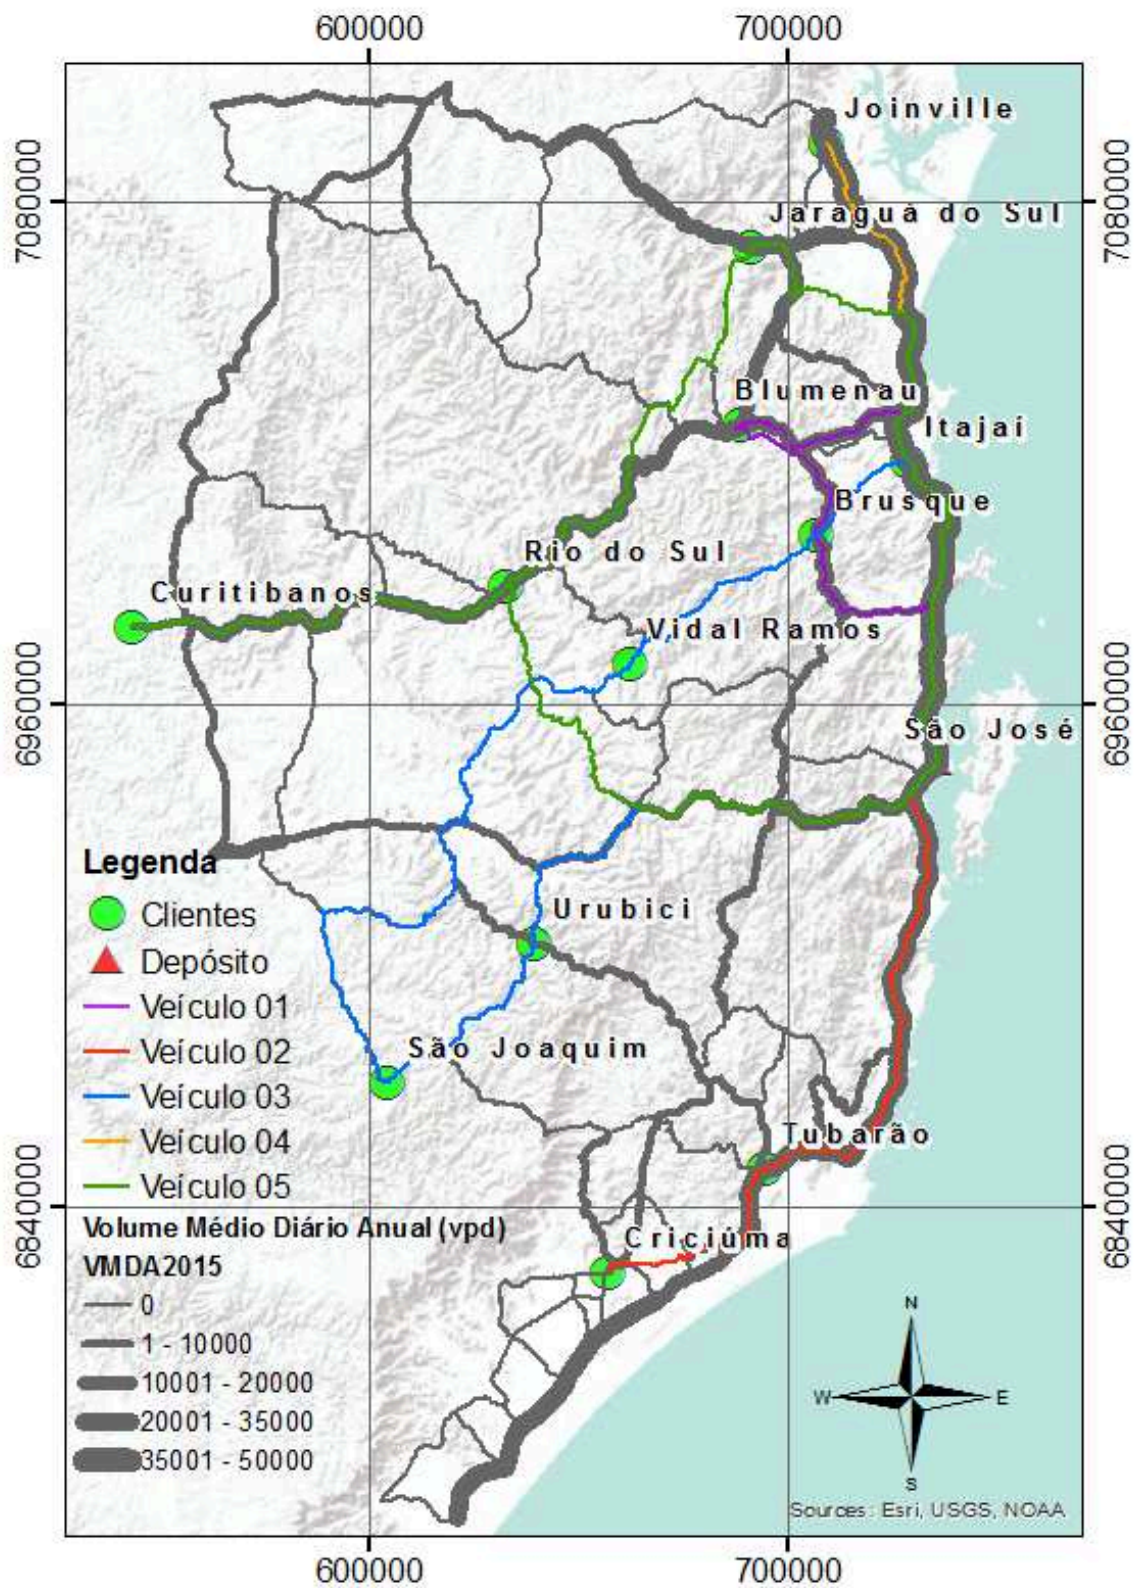 600000 700000
Joinville
7080000 7080000
Jaraguá do Sul
Blumenau
Itajaí
Brusque
Rio do Sul
Curitibanos
Vidal Ramos
6960000 6960000
São José
Legenda
Clientes
Urubici
Depósito
Veículo 01
Veículo 02
São Joaquim
Veículo 03
Veículo 04
Tubarão
Veículo 05
6840000 6840000
Volume Médio Diário Anual (vpd)
Criciúma
VMDA2015
0
1 - 10000
10001 - 20000
20001 - 35000
35001 - 50000
N
W E
S
Sources: Esri, USGS, NOAA
600000 700000